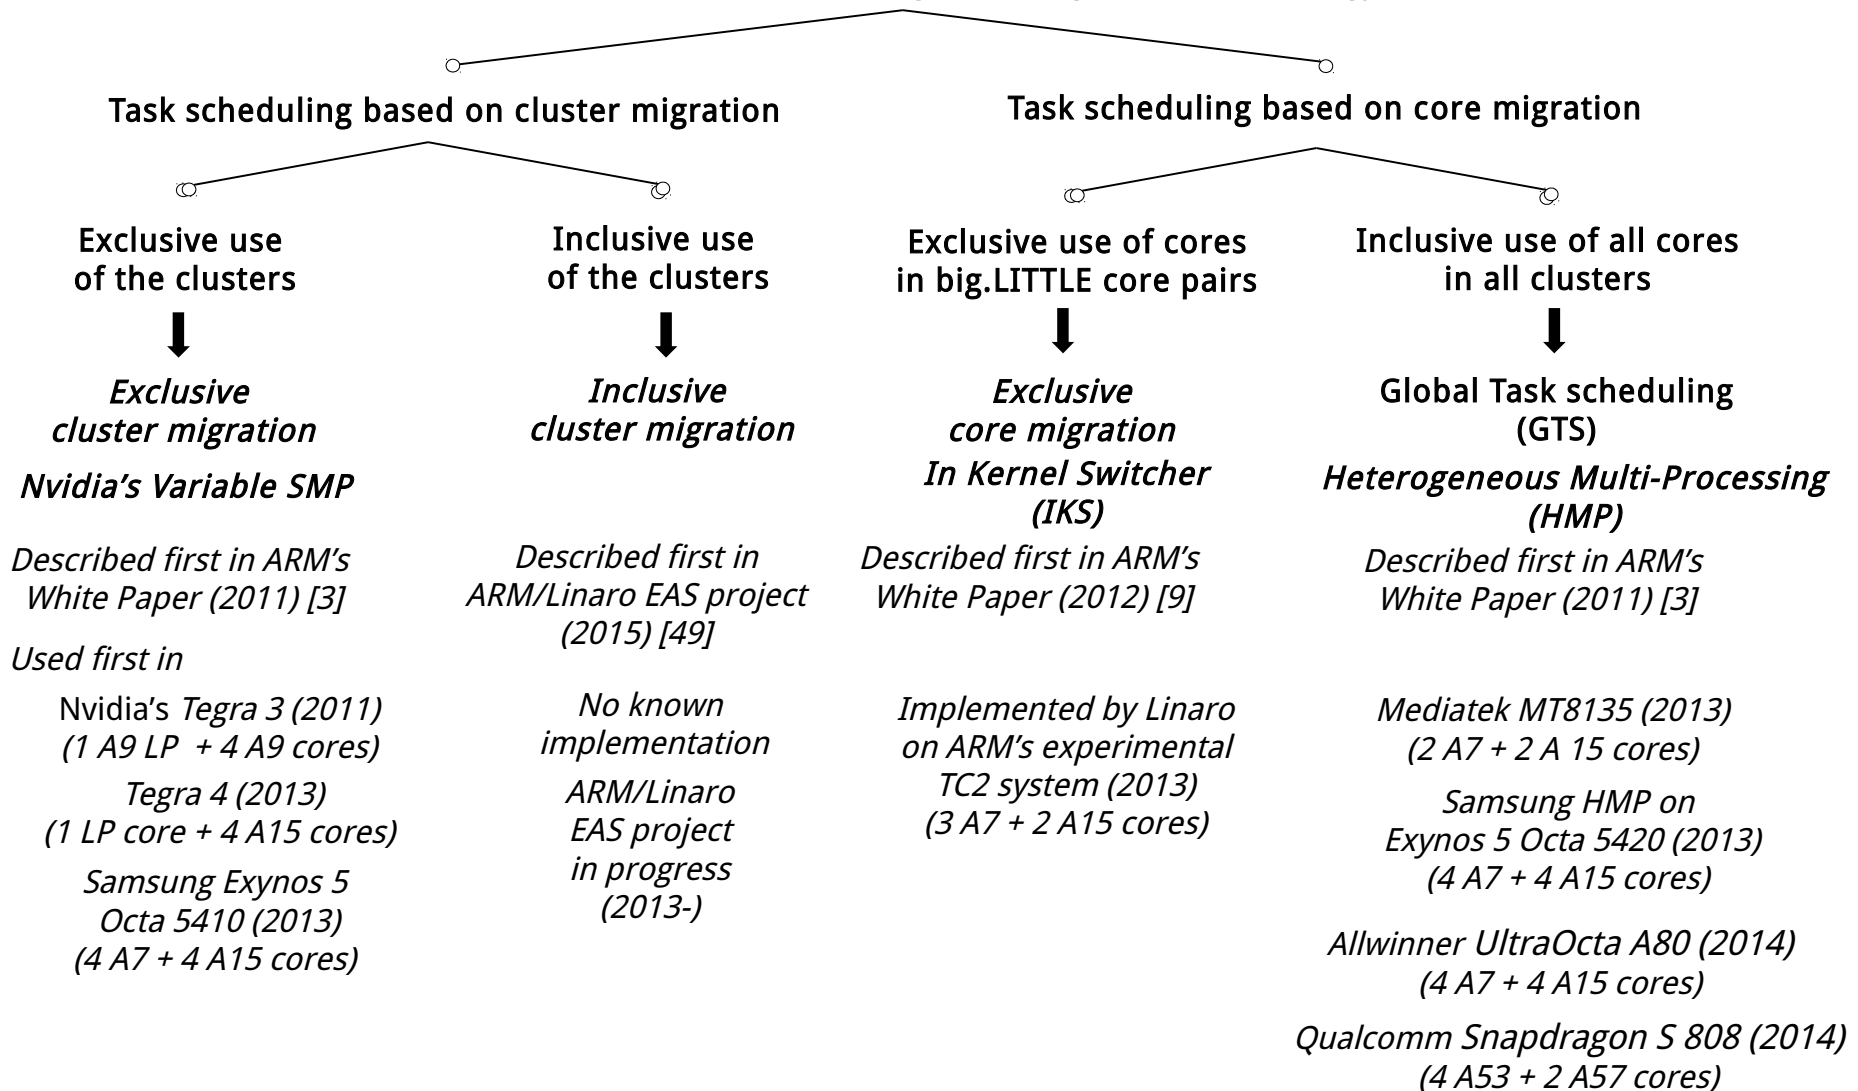 Task scheduling based on cluster migration
Task scheduling based on core migration
Exclusive use
of the clusters
Inclusive use
of the clusters
Exclusive use of cores
in big.LITTLE core pairs
Inclusive use of all cores
in all clusters
Exclusive
cluster migration
Inclusive
cluster migration
Exclusive
core migration
Global Task scheduling
(GTS)
Nvidia’s Variable SMP
In Kernel Switcher
(IKS)
Heterogeneous Multi-Processing
(HMP)
Described first in ARM’s
White Paper (2011) [3]
Described first in
ARM/Linaro EAS project
(2015) [49]
Described first in ARM’s
White Paper (2012) [9]
Described first in ARM’s
White Paper (2011) [3]
Used first in
Nvidia’s Tegra 3 (2011)
(1 A9 LP + 4 A9 cores)
Tegra 4 (2013)
(1 LP core + 4 A15 cores)
Samsung Exynos 5
Octa 5410 (2013)
(4 A7 + 4 A15 cores)
No known
implementation
ARM/Linaro
EAS project
in progress
(2013-)
Implemented by Linaro
on ARM’s experimental
TC2 system (2013)
(3 A7 + 2 A15 cores)
Mediatek MT8135 (2013)
(2 A7 + 2 A 15 cores)
Samsung HMP on
Exynos 5 Octa 5420 (2013)
(4 A7 + 4 A15 cores)
Allwinner UltraOcta A80 (2014)
(4 A7 + 4 A15 cores)
Qualcomm Snapdragon S 808 (2014)
(4 A53 + 2 A57 cores)